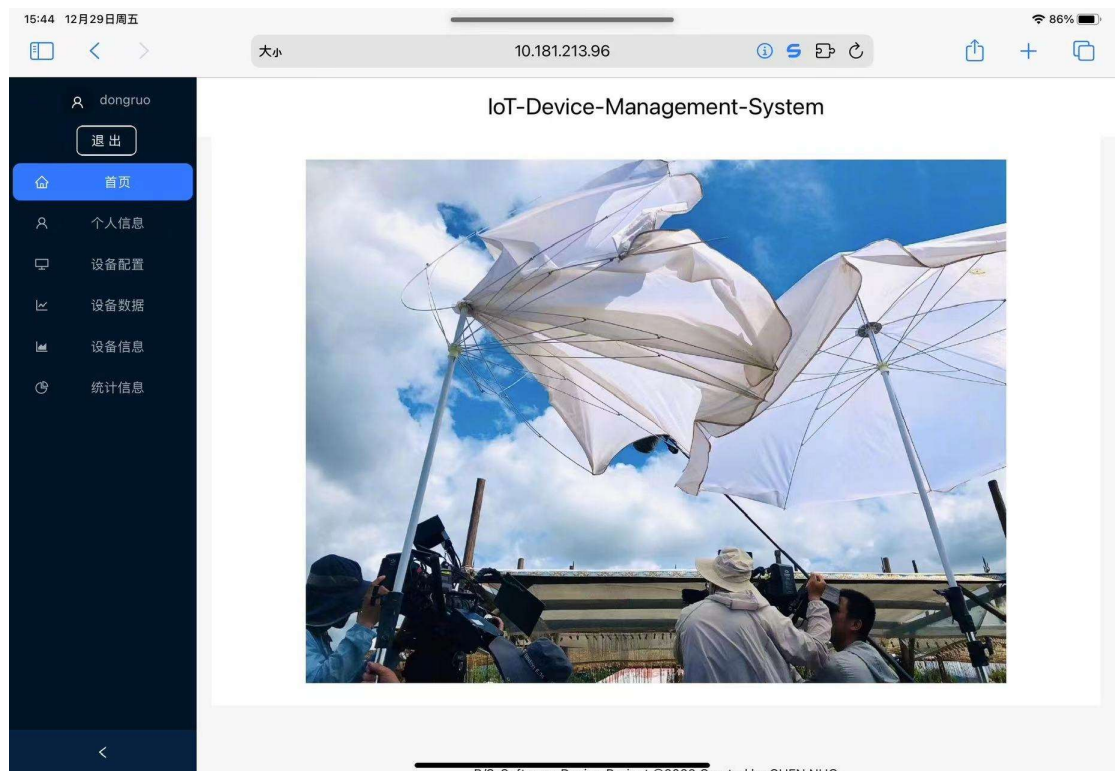 15:44 12月29日周五
86%
大小
10.181.213.96
dongruo
退出
首页
个人信息
设备配置
设备数据
设备信息
统计信息
IoT-Device-Management-System